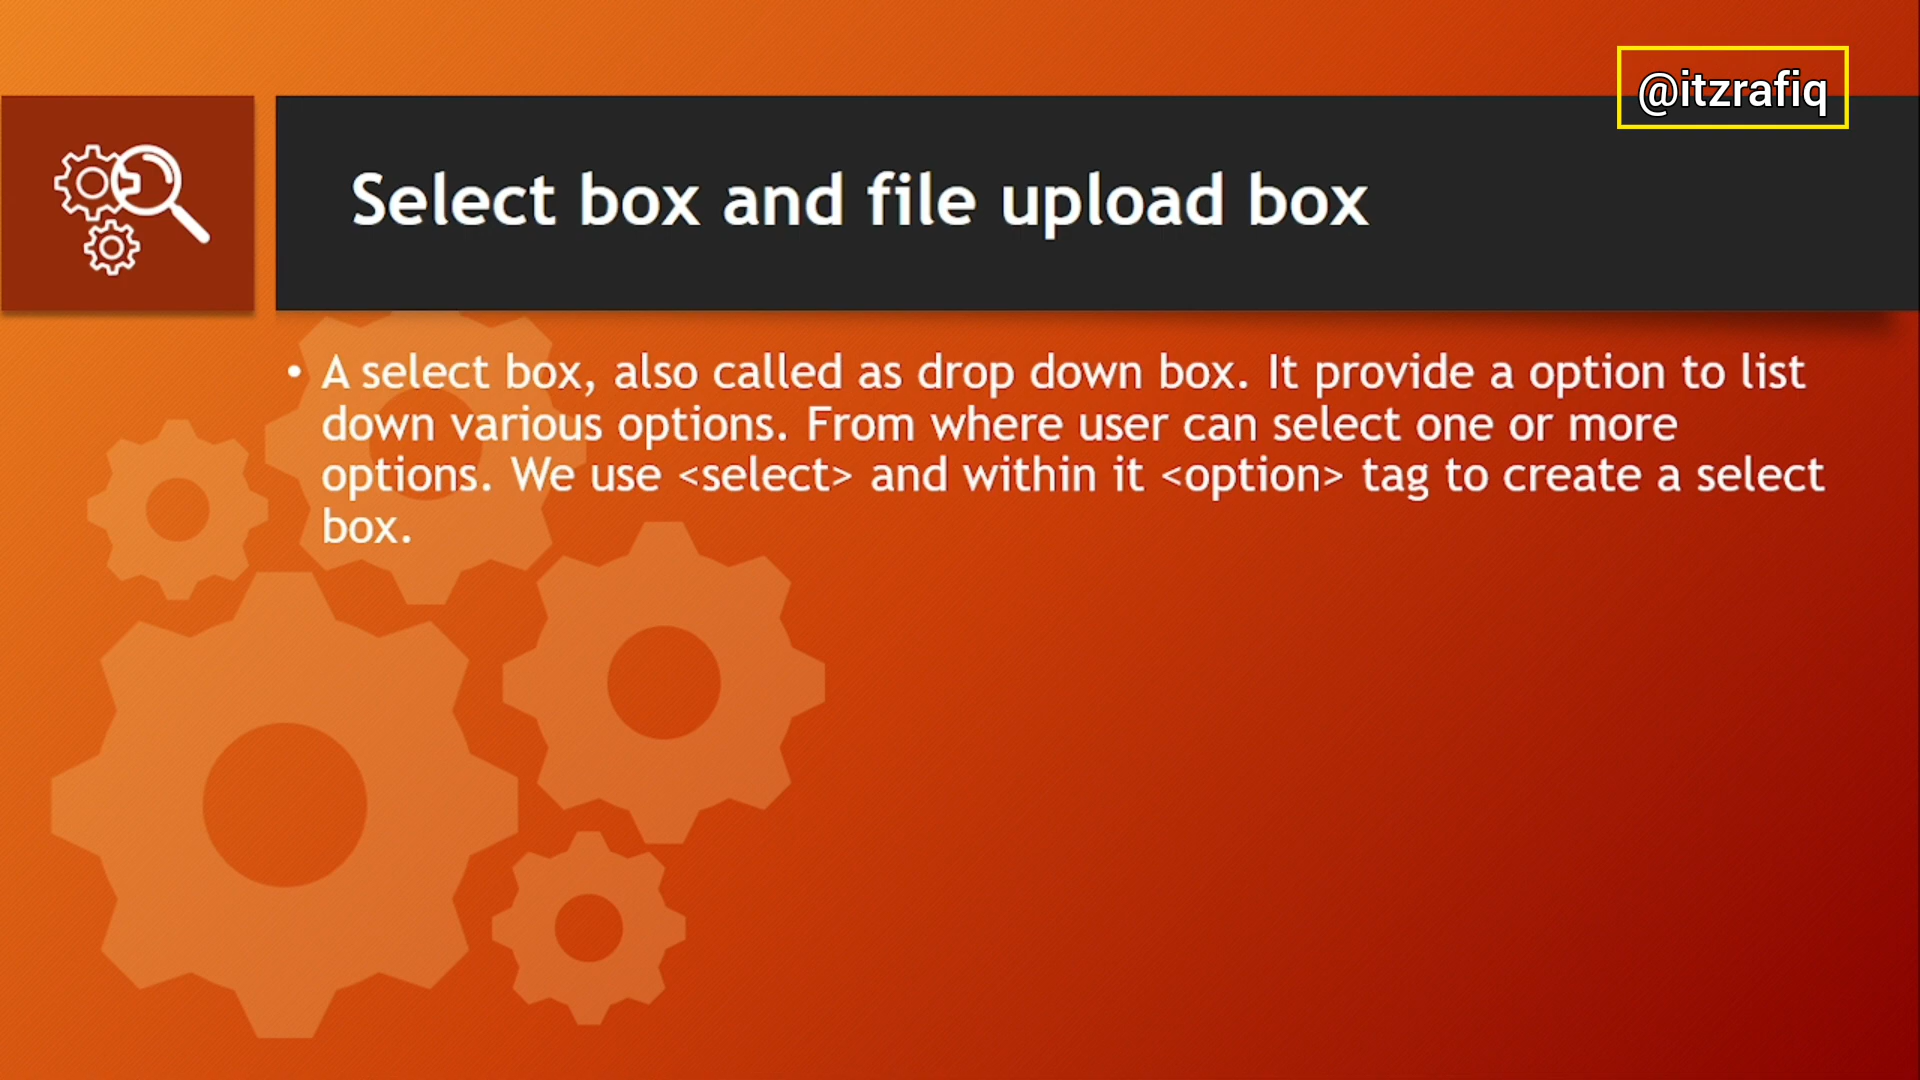 @itzrafiq
Select box and file upload box
• A select box, also called as drop down box. It provide a option to list
down various options. From where user can select one or more
options. We use <select> and within it <option> tag to create a select
box.